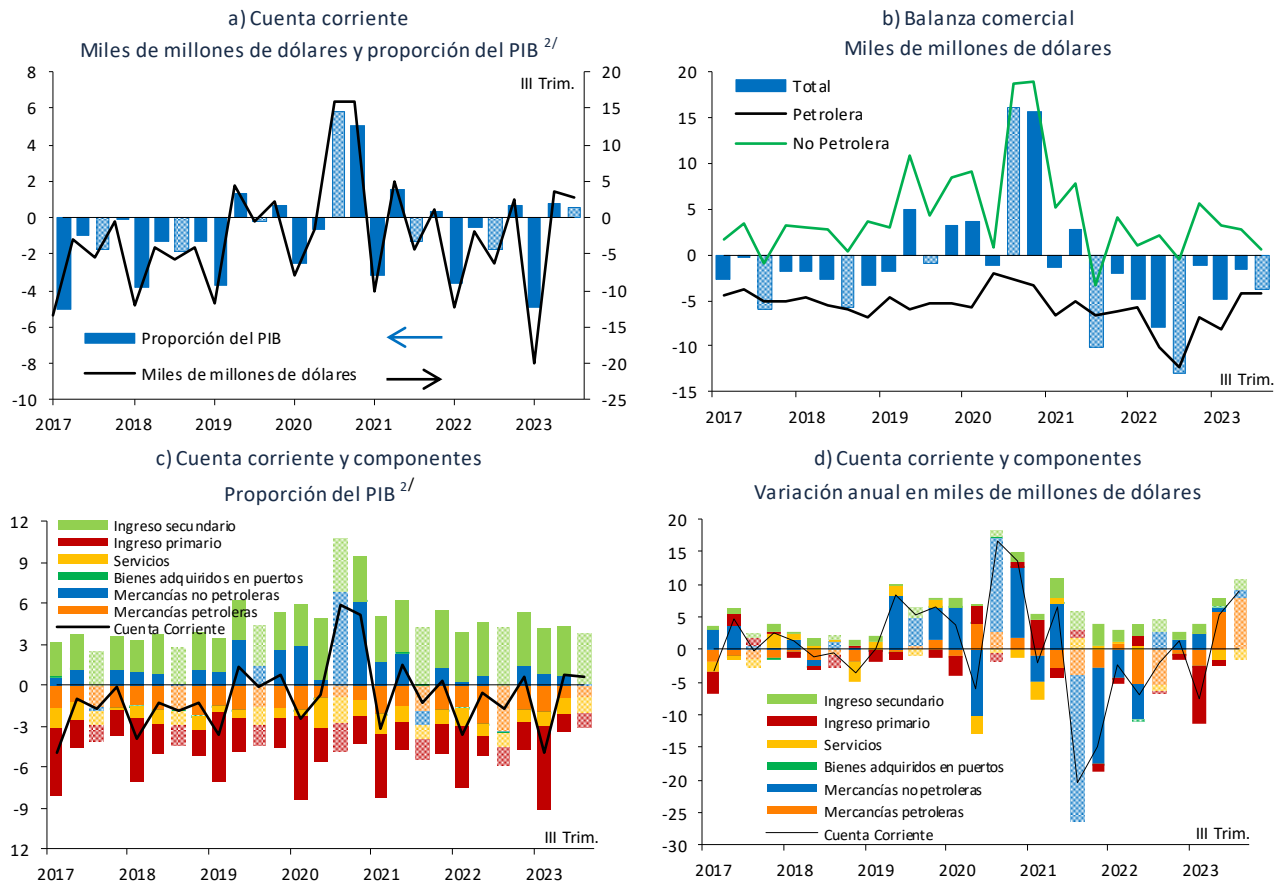 a) Cuenta corriente
Miles de millones de dólares y proporción del PIB 2/
8
6
4
2
0
-2
-4
-6
-8
-10
20
15
10
5
0
-5
-10
-15
-20
-25
III Trim.
Proporción del PIB
Miles de millones de dólares
2017 2018 2019 2020 2021 2022 2023
b) Balanza comercial
Miles de millones de dólares
20
15
10
5
0
-5
-10
-15
Total
Petrolera
No Petrolera
III Trim.
2017 2018 2019 2020 2021 2022 2023
c) Cuenta corriente y componentes
Proporción del PIB 2/
12
9
6
3
0
-3
-6
-9
12
Ingreso secundario
Ingreso primario
Servicios
Bienes adquiridos en puertos
Mercancías no petroleras
Mercancías petroleras
Cuenta Corriente
III Trim.
2017 2018 2019 2020 2021 2022 2023
d) Cuenta corriente y componentes
Variación anual en miles de millones de dólares
20
15
10
5
0
-5
-10
-15
-20
-25
-30
Ingreso secundario
Ingreso primario
Servicios
Bienes adquiridos en puertos
Mercancías no petroleras
Mercancías petroleras
Cuenta Corriente
III Trim.
2017 2018 2019 2020 2021 2022 2023